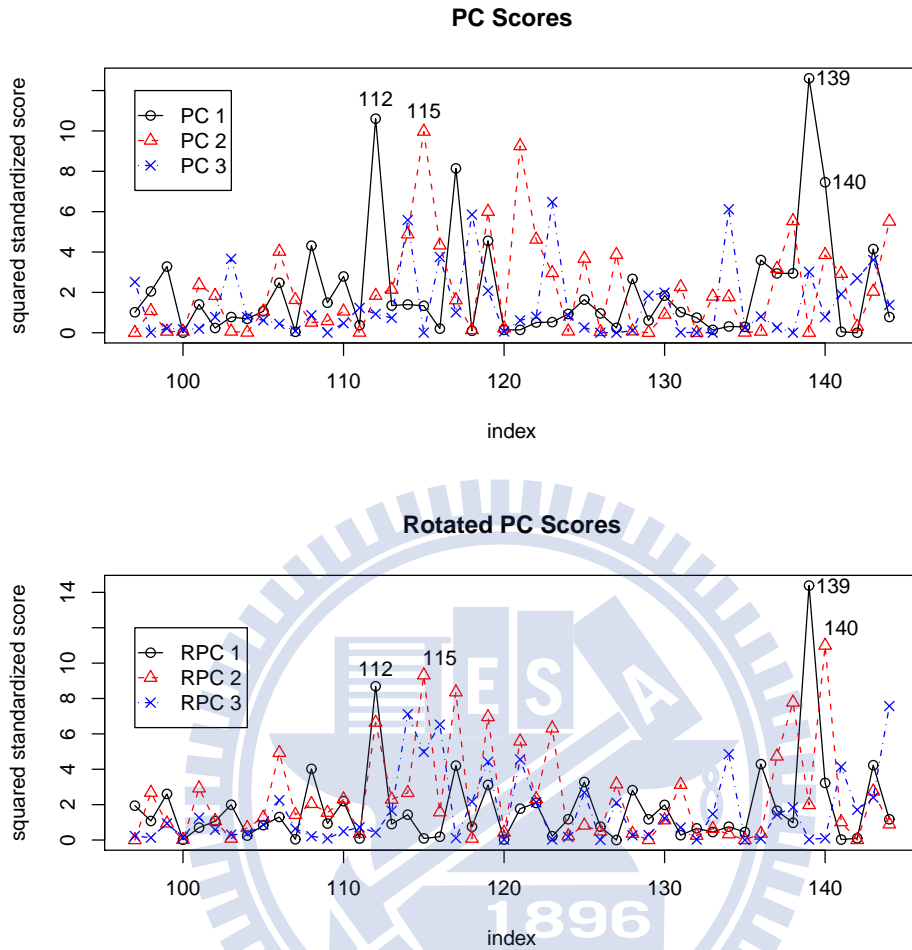 PC Scores
squared standardized score
0 2 4 6 8 10
PC 1
PC 2
PC 3
112
115
139
140
100 110 120 130 140
index
Rotated PC Scores
squared standardized score
0 2 4 6 8 10 14
RPC 1
RPC 2
RPC 3
112
115
139
140
E S A
8
1896
100 110 120 130 140
index